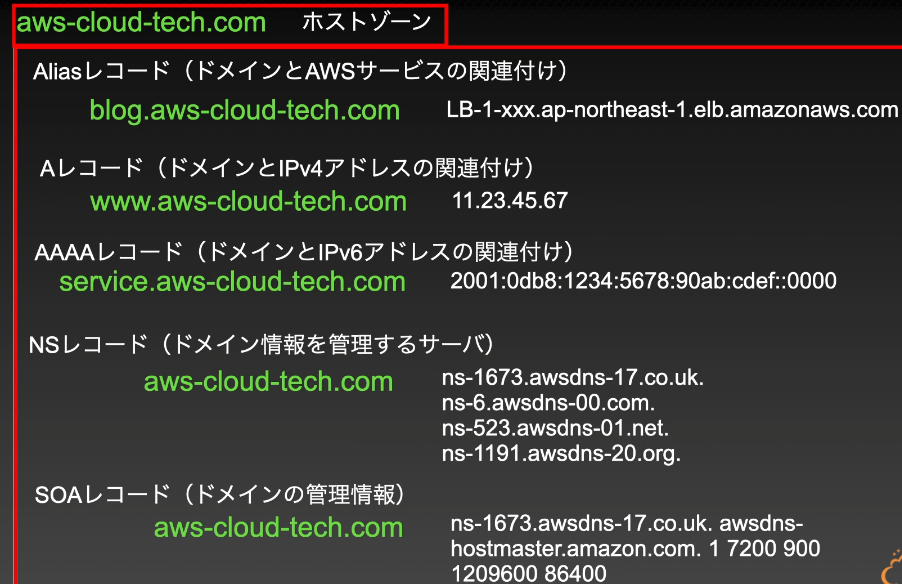 aws-cloud-tech.com ホストゾーン
Aliasレコード（ドメインとAWSサービスの関連付け）
blog.aws-cloud-tech.com LB-1-xxx.ap-northeast-1.elb.amazonaws.com
Aレコード（ドメインとIPv4アドレスの関連付け）
www.aws-cloud-tech.com 11.23.45.67
AAAAレコード（ドメインとIPv6アドレスの関連付け）
service.aws-cloud-tech.com 2001:0db8:1234:5678:90ab:cdef::0000
NSレコード（ドメイン情報を管理するサーバ）
aws-cloud-tech.com ns-1673.awsdns-17.co.uk.
ns-6.awsdns-00.com.
ns-523.awsdns-01.net.
ns-1191.awsdns-20.org.
SOAレコード（ドメインの管理情報）
aws-cloud-tech.com ns-1673.awsdns-17.co.uk. awsdns-
hostmaster.amazon.com. 1 7200 900
1209600 86400